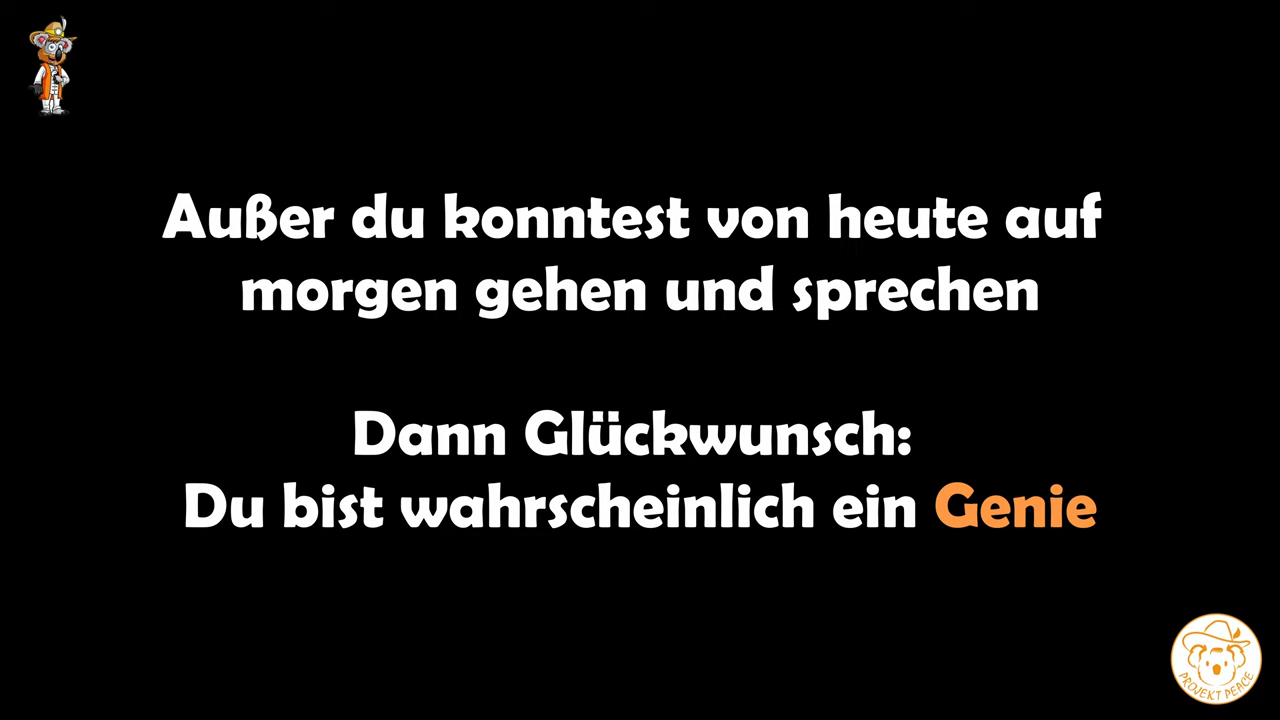 Außer du konntest von heute auf
morgen gehen und sprechen
Dann Glückwunsch:
Du bist wahrscheinlich ein Genie
PROJEKT PEACE